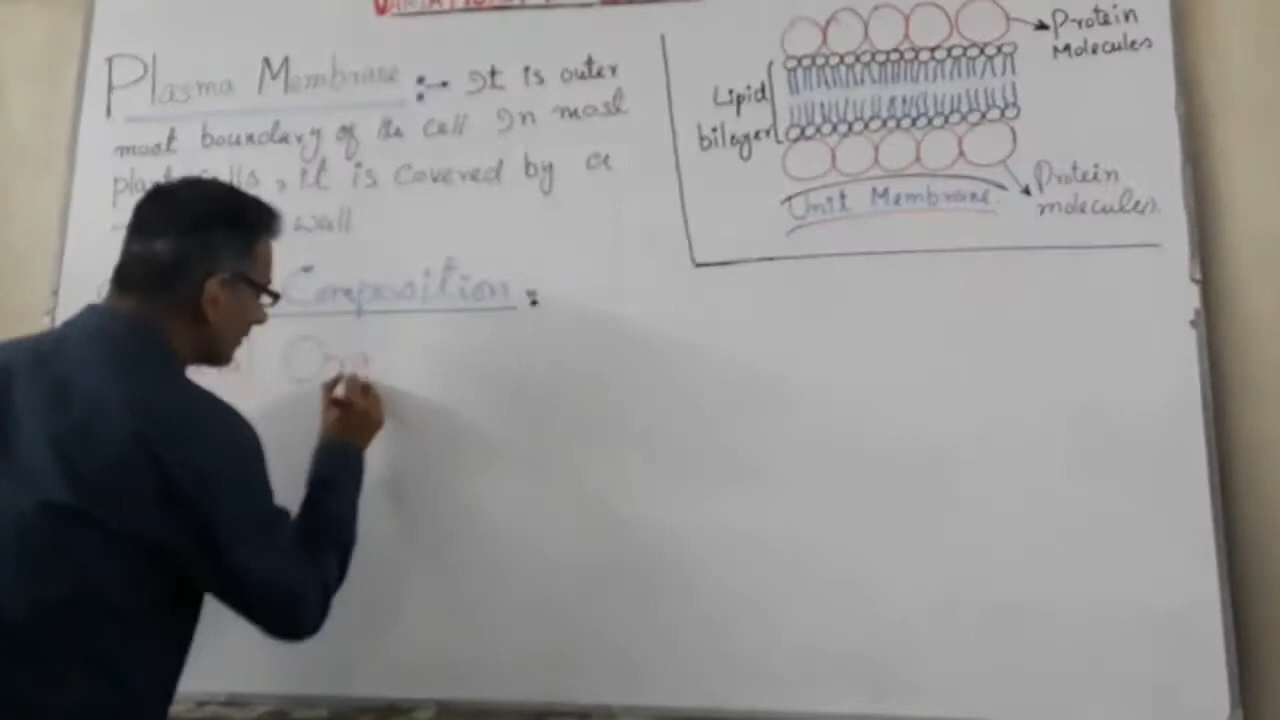 Plasma Membrane :- It is outer
most boundary of the cell In most
plant cells, it is covered by a
wall
Composition :
Protein
Molecules
Lipid
bilayer
Protein
molecules.
Unit Membrane.